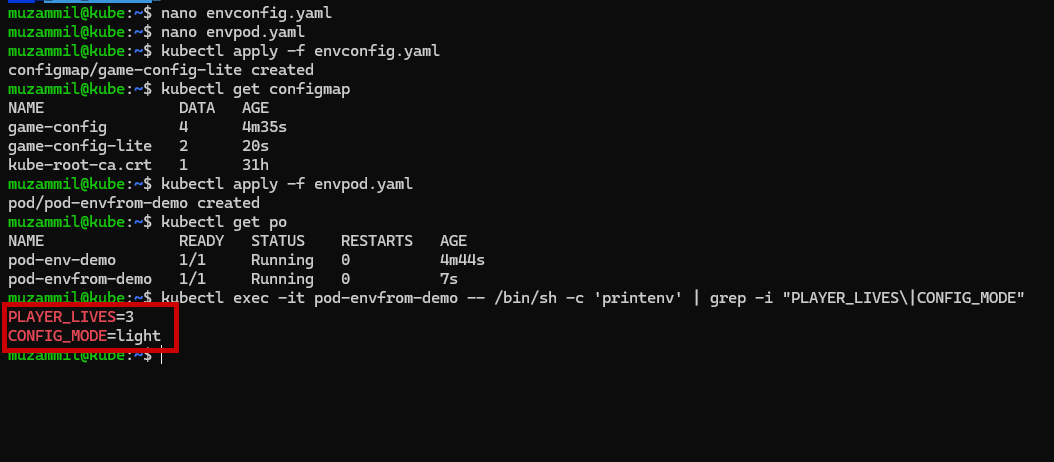 muzammil@kube:~$ nano envconfig.yaml
muzammil@kube:~$ nano envpod.yaml
muzammil@kube:~$ kubectl apply -f envconfig.yaml
configmap/game-config-lite created
muzammil@kube:~$ kubectl get configmap
NAME DATA AGE
game-config 4 4m35s
game-config-lite 2 20s
kube-root-ca.crt 1 31h
muzammil@kube:~$ kubectl apply -f envpod.yaml
pod/pod-envfrom-demo created
muzammil@kube:~$ kubectl get po
NAME READY STATUS RESTARTS AGE
pod-env-demo 1/1 Running 0 4m44s
pod-envfrom-demo 1/1 Running 0 7s
muzammil@kube:~$ kubectl exec -it pod-envfrom-demo -- /bin/sh -c 'printenv' | grep -i "PLAYER_LIVES\|CONFIG_MODE"
PLAYER_LIVES=3
CONFIG_MODE=light
muzammil@kube:~$